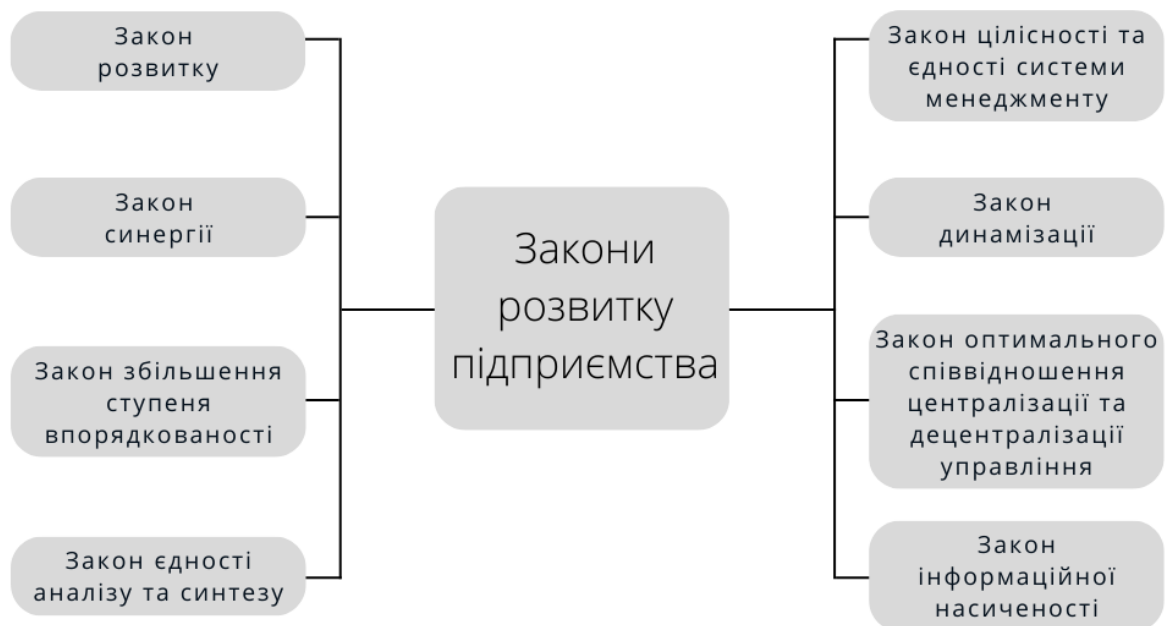 Закон
розвитку
Закон
синергії
Закон збільшення
ступеня
впорядкованості
Закон єдності
аналізу та синтезу
Закони
розвитку
підприємства
Закон цілісності та
єдності системи
менеджменту
Закон
динамізації
Закон оптимального
співвідношення
централізації та
децентралізації
управління
Закон
інформаційної
насиченості